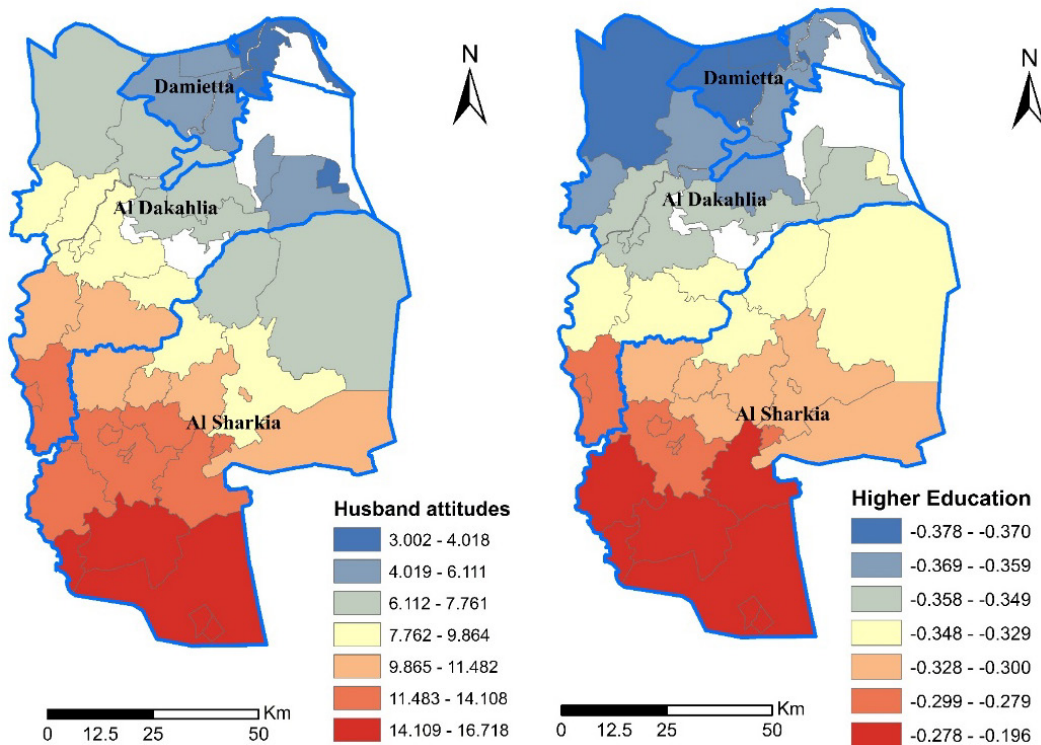 N
Damietta
Al Dakahlia
Al Sharkia
Husband attitudes
3.002 - 4.018
4.019 - 6.111
6.112 - 7.761
7.762 - 9.864
9.865 - 11.482
11.483 - 14.108
14.109 - 16.718
Km
0 12.5 25 50
N
Damietta
Al Dakahlia
Al Sharkia
Higher Education
-0.378 - -0.370
-0.369 - -0.359
-0.358 - -0.349
-0.348 - -0.329
-0.328 - -0.300
-0.299 - -0.279
-0.278 - -0.196
Km
0 12.5 25 50